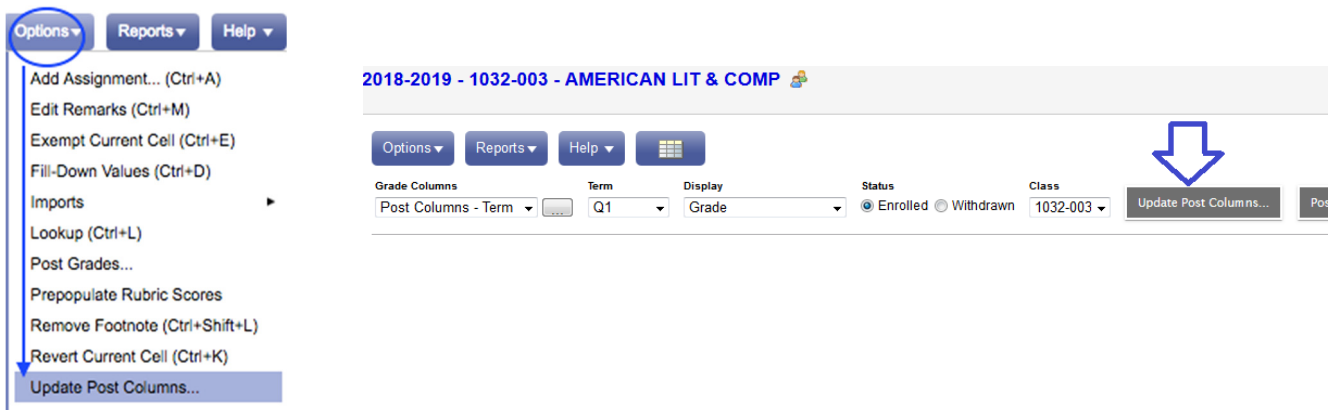 Options Reports Help
Add Assignment... (Ctrl+A)
Edit Remarks (Ctrl+M)
Exempt Current Cell (Ctrl+E)
Fill-Down Values (Ctrl+D)
Imports
Lookup (Ctrl+L)
Post Grades...
Prepopulate Rubric Scores
Remove Footnote (Ctrl+Shift+L)
Revert Current Cell (Ctrl+K)
Update Post Columns...
2018-2019 - 1032-003 - AMERICAN LIT & COMP
Options Reports Help
Grade Columns Term Display Status Class
Post Columns - Term ... Q1 Grade Enrolled Withdrawn 1032-003 Update Post Columns... Pos